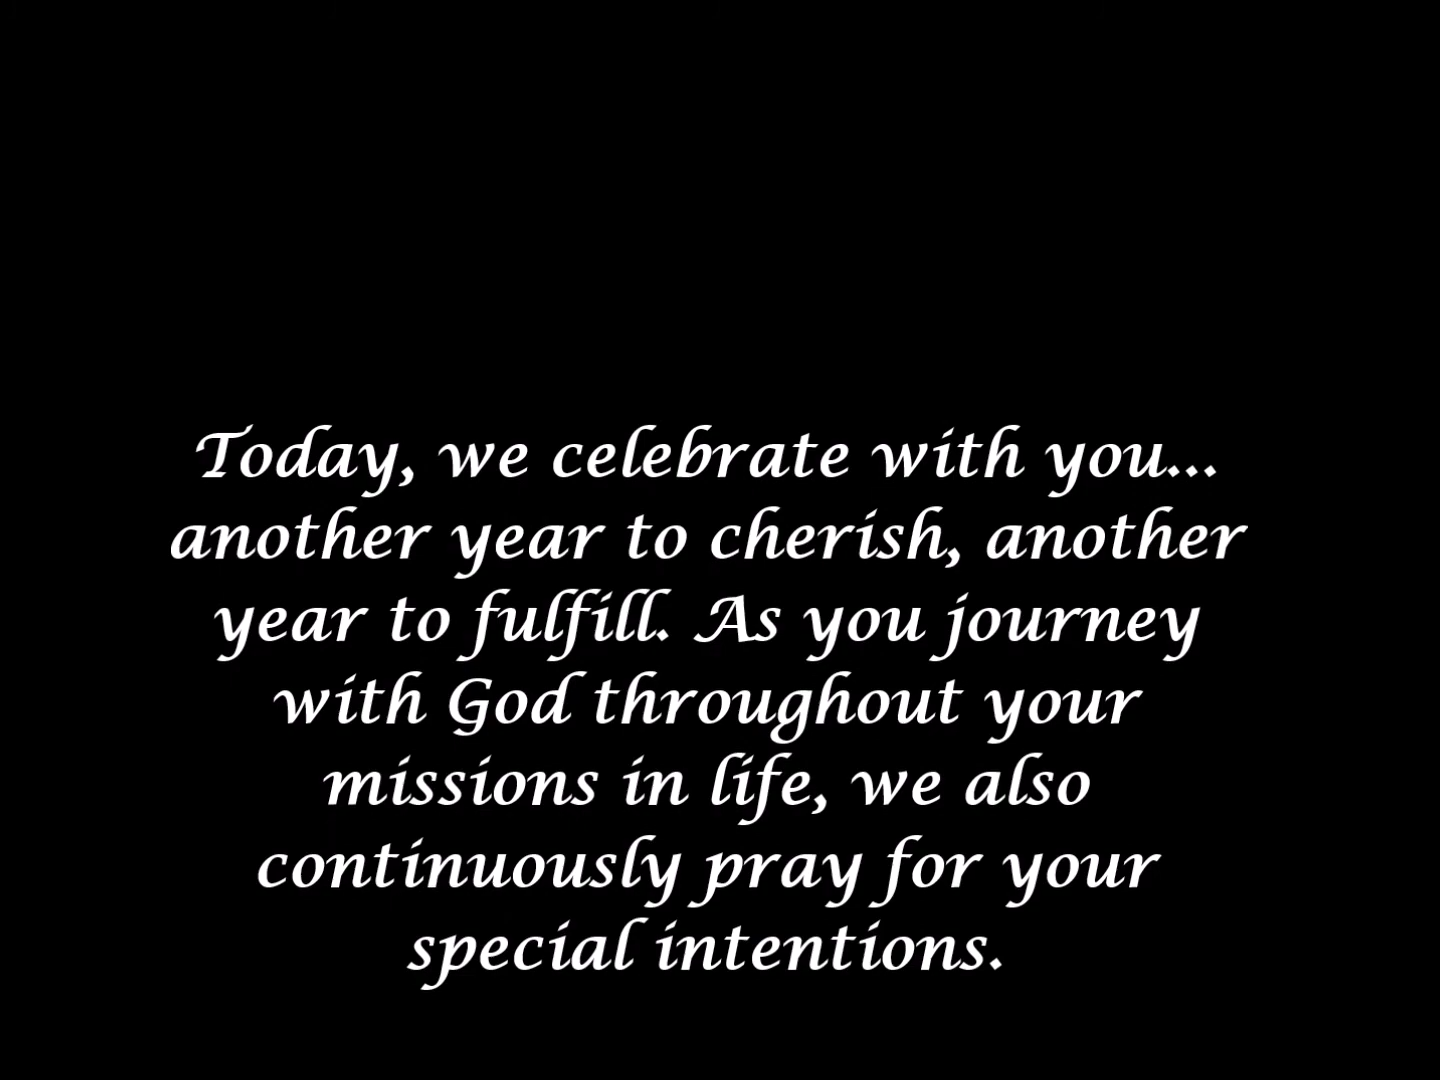 Today, we celebrate with you...
another year to cherish, another
year to fulfill. As you journey
with God throughout your
missions in life, we also
continuously pray for your
special intentions.